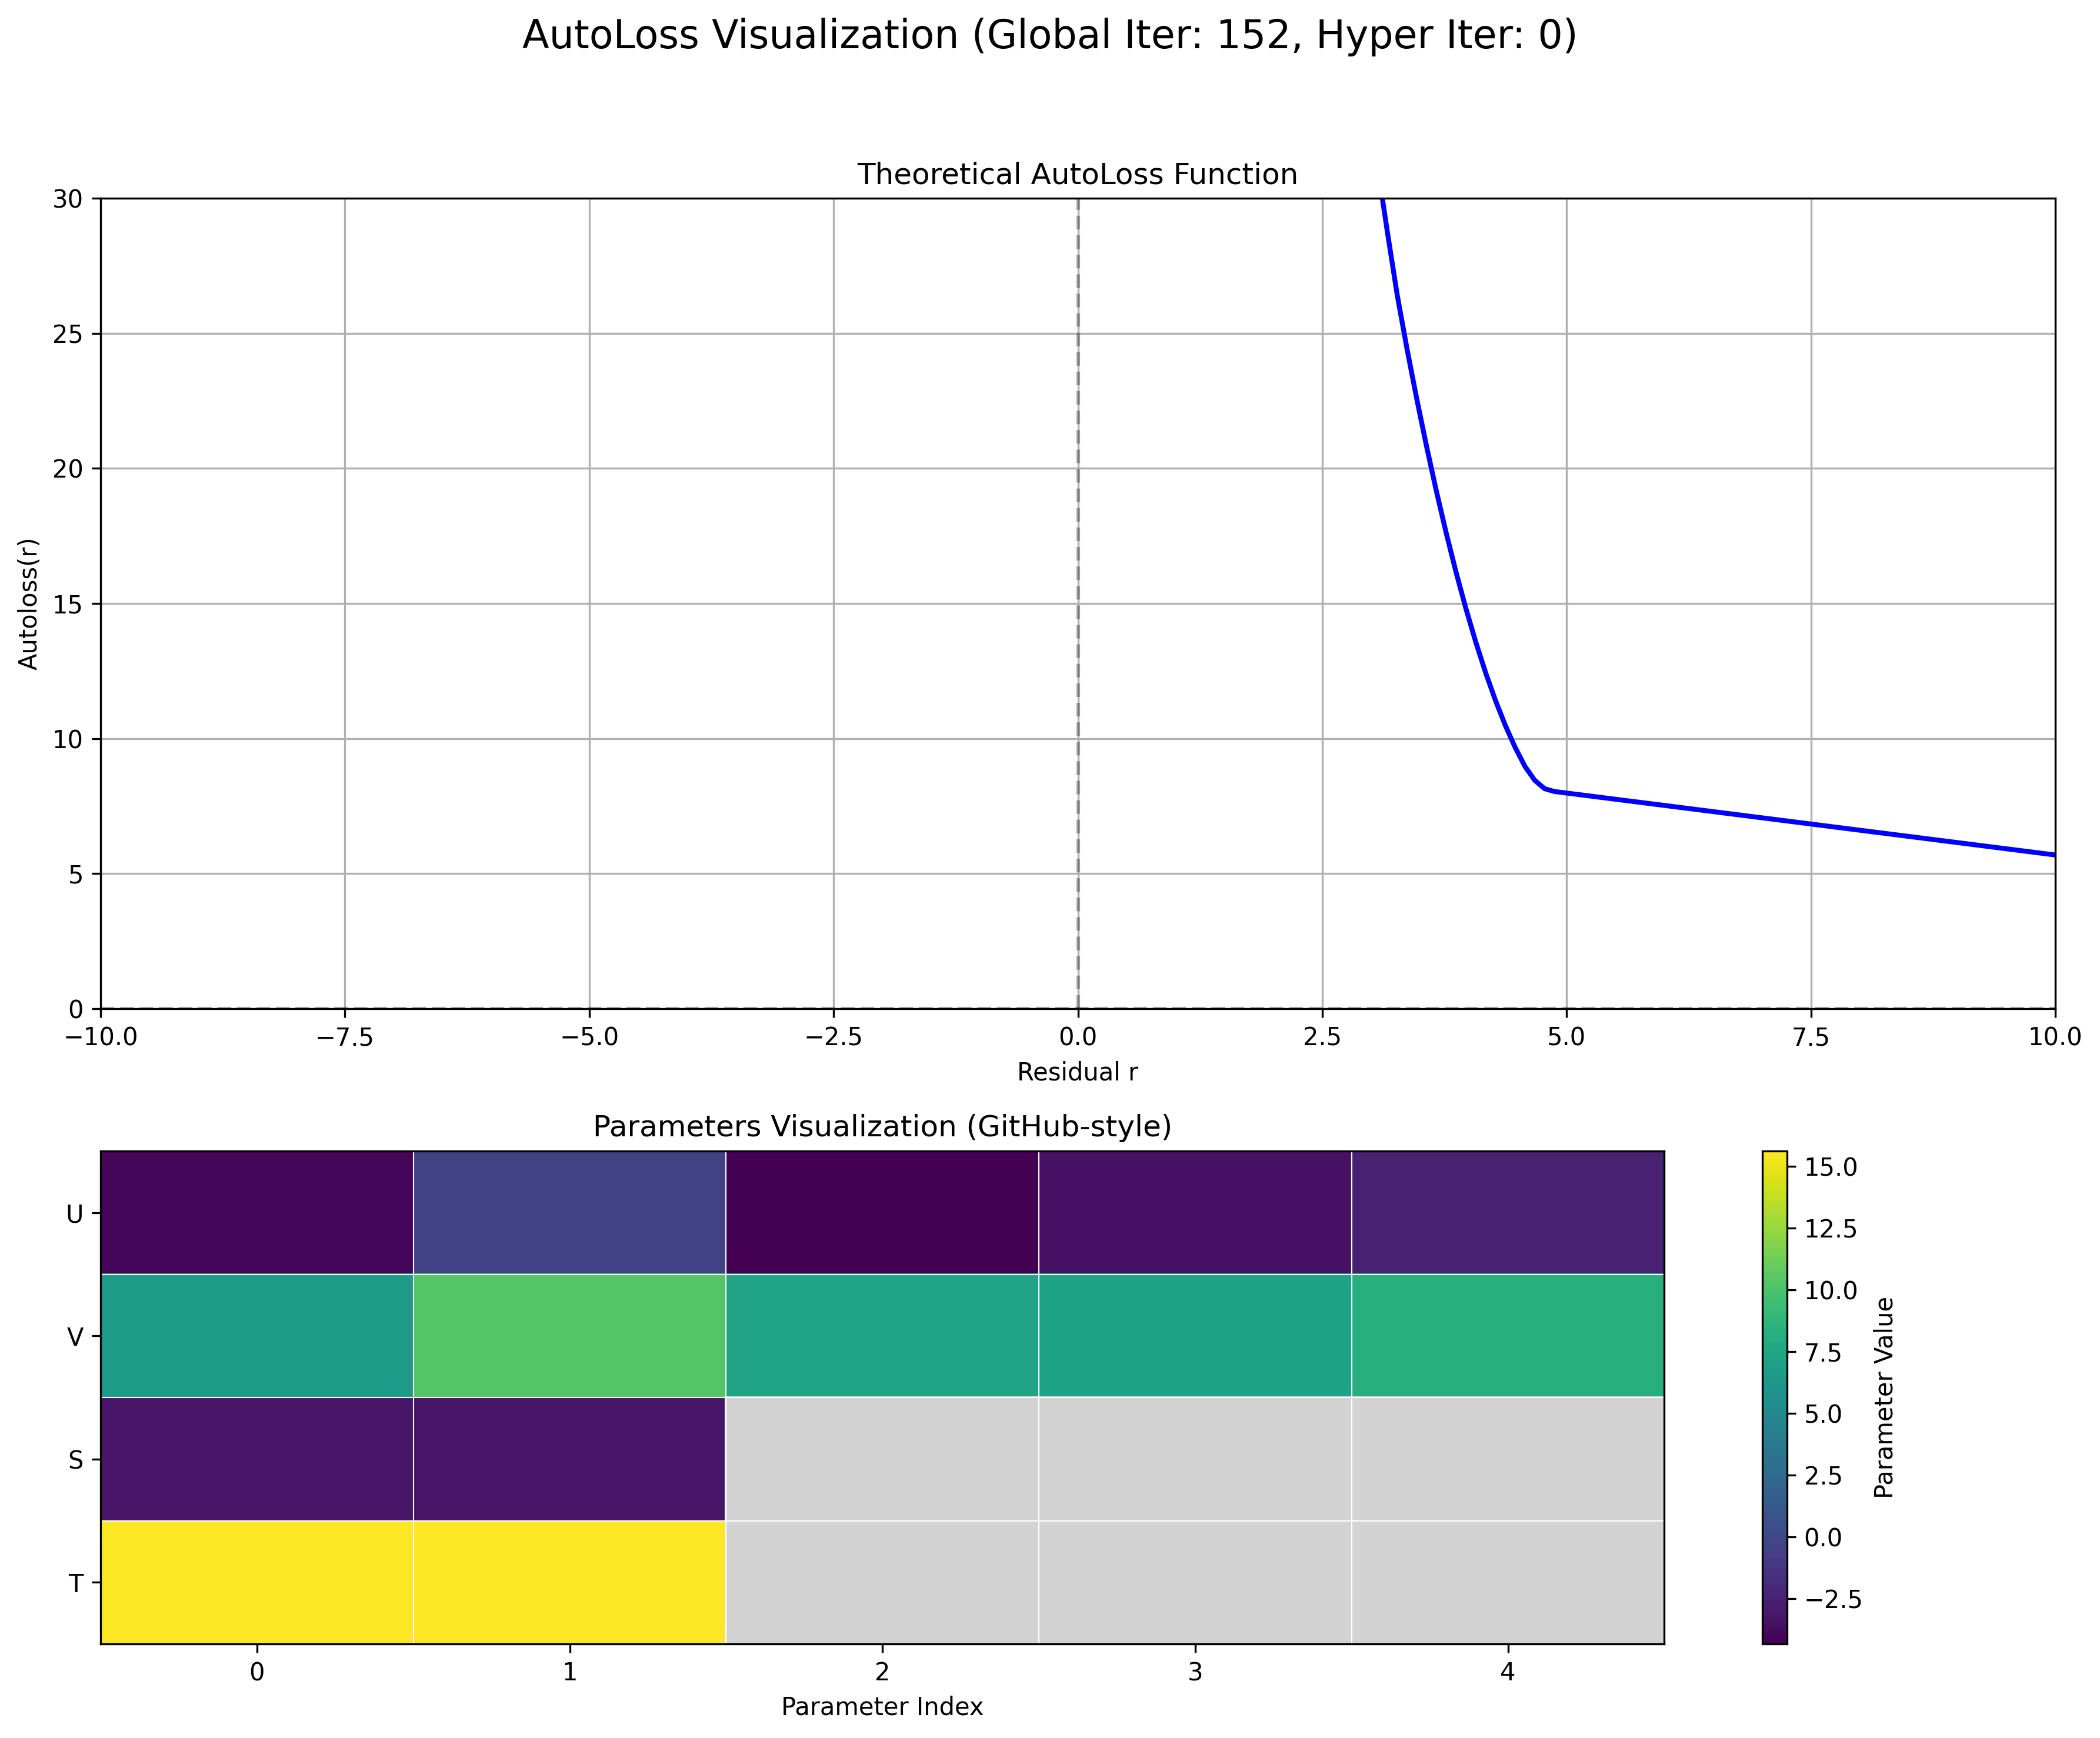 AutoLoss Visualization (Global Iter: 152, Hyper Iter: 0)
Theoretical AutoLoss Function
30
25
20
15
10
5
0
Autoloss(r)
−10.0 −7.5 −5.0 −2.5 0.0 2.5 5.0 7.5 10.0
Residual r
Parameters Visualization (GitHub-style)
U
V
S
T
0 1 2 3 4
Parameter Index
15.0
12.5
10.0
7.5
5.0
2.5
0.0
−2.5
Parameter Value